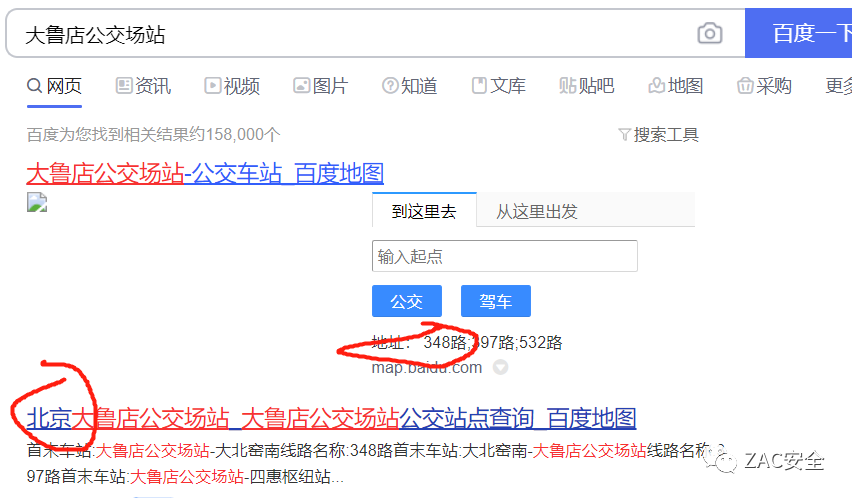 大鲁店公交场站
百度一下
网页 资讯 视频 图片 知道 文库 贴吧 地图 采购 更多
百度为您找到相关结果约158,000个 搜索工具
大鲁店公交场站-公交车站_百度地图
到这里去 从这里出发
输入起点
公交 驾车
地址： 348路;397路;532路
map.baidu.com
北京大鲁店公交场站_大鲁店公交场站公交站点查询_百度地图
首末车站:大鲁店公交场站-大北窑南线路名称:348路首末车站:大北窑南-大鲁店公交场站线路名称:3
97路首末车站:大鲁店公交场站-四惠枢纽站...
ZAC安全